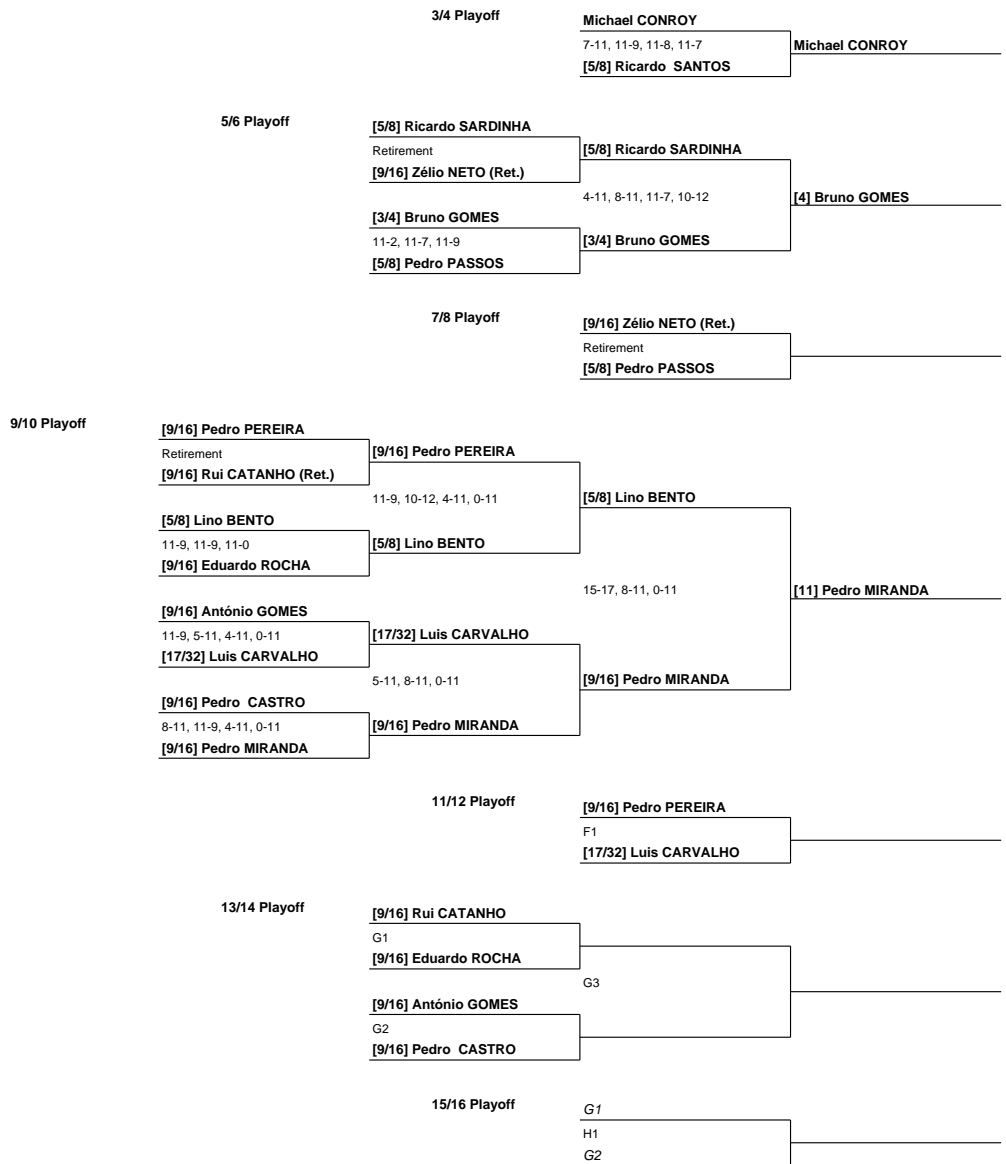 3/4 Playoff
Michael CONROY
7-11, 11-9, 11-8, 11-7
Michael CONROY
[5/8] Ricardo  SANTOS
5/6 Playoff
[5/8] Ricardo SARDINHA
Retirement
[5/8] Ricardo SARDINHA
[9/16] Zélio NETO (Ret.)
4-11, 8-11, 11-7, 10-12
[4] Bruno GOMES
[3/4] Bruno GOMES
11-2, 11-7, 11-9
[3/4] Bruno GOMES
[5/8] Pedro PASSOS
7/8 Playoff
[9/16] Zélio NETO (Ret.)
Retirement
[5/8] Pedro PASSOS
9/10 Playoff
[9/16] Pedro PEREIRA
Retirement
[9/16] Pedro PEREIRA
[9/16] Rui CATANHO (Ret.)
11-9, 10-12, 4-11, 0-11
[5/8] Lino BENTO
[5/8] Lino BENTO
11-9, 11-9, 11-0
[5/8] Lino BENTO
[9/16] Eduardo ROCHA
15-17, 8-11, 0-11
[11] Pedro MIRANDA
[9/16] António GOMES
11-9, 5-11, 4-11, 0-11
[17/32] Luis CARVALHO
[17/32] Luis CARVALHO
5-11, 8-11, 0-11
[9/16] Pedro MIRANDA
[9/16] Pedro  CASTRO
8-11, 11-9, 4-11, 0-11
[9/16] Pedro MIRANDA
[9/16] Pedro MIRANDA
11/12 Playoff
[9/16] Pedro PEREIRA
F1
[17/32] Luis CARVALHO
13/14 Playoff
[9/16] Rui CATANHO
G1
[9/16] Eduardo ROCHA
G3
[9/16] António GOMES
G2
[9/16] Pedro  CASTRO
15/16 Playoff
G1
H1
G2